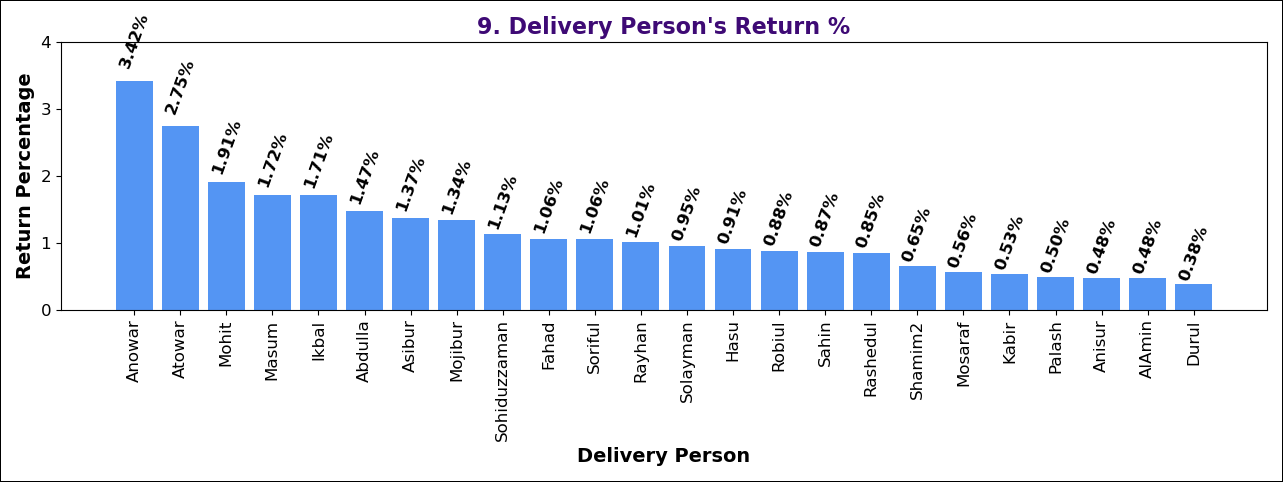 9. Delivery Person's Return %
Return Percentage
4
3
2
1
0
3.42%
2.75%
1.91%
1.72%
1.71%
1.47%
1.37%
1.34%
1.13%
1.06%
1.06%
1.01%
0.95%
0.91%
0.88%
0.87%
0.85%
0.65%
0.56%
0.53%
0.50%
0.48%
0.48%
0.38%
Anowar
Atowar
Mohit
Masum
Ikbal
Abdulla
Asibur
Mojibur
Sohiduzzaman
Fahad
Soriful
Rayhan
Solayman
Hasu
Robiul
Sahin
Rashedul
Shamim2
Mosaraf
Kabir
Palash
Anisur
AlAmin
Durul
Delivery Person